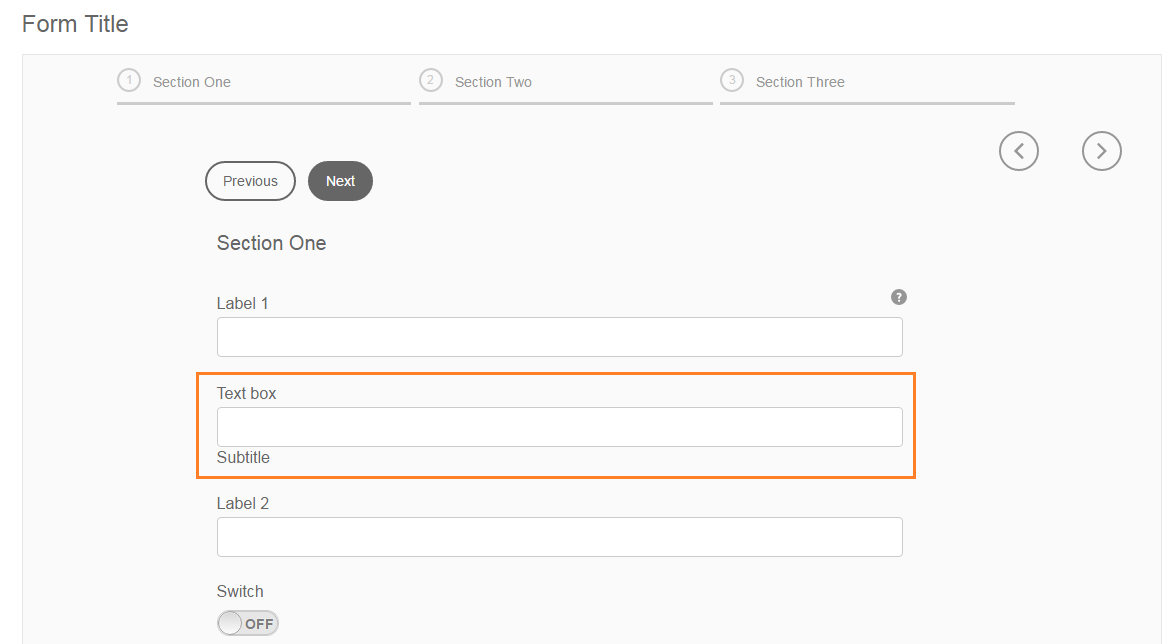 Form Title
1 Section One 2 Section Two 3 Section Three
Previous Next
Section One
Label 1 ?
Text box
Subtitle
Label 2
Switch
OFF